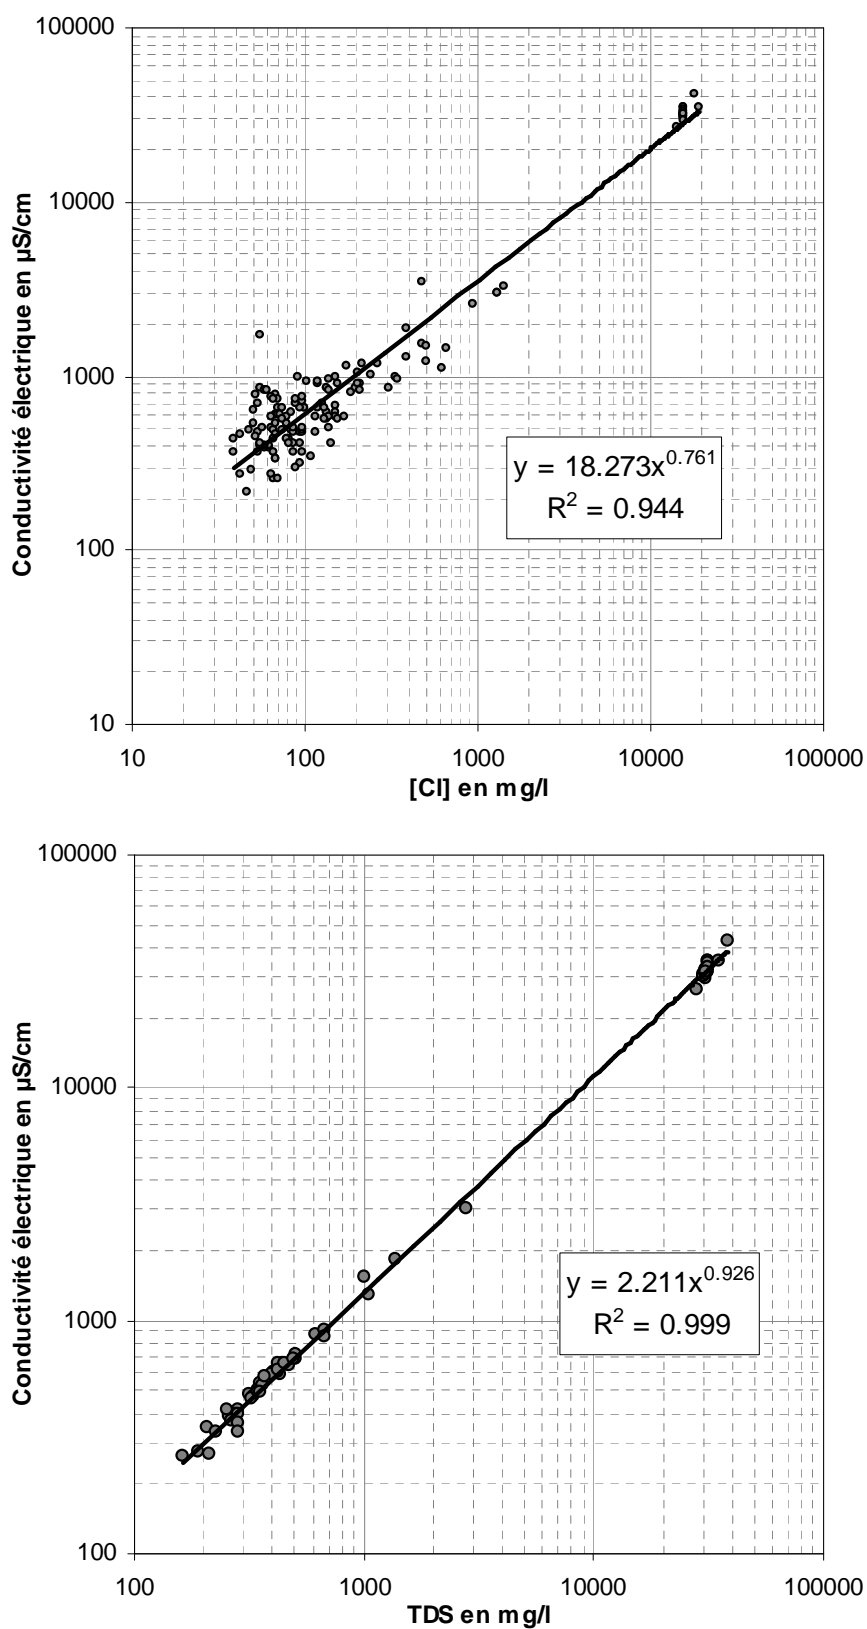 100000
10000
1000
100
10
Conductivité électrique en µS/cm
y = 18.273x^0.761
R² = 0.944
10 100 1000 10000 100000
[Cl] en mg/l
100000
10000
1000
100
Conductivité électrique en µS/cm
y = 2.211x^0.926
R² = 0.999
100 1000 10000 100000
TDS en mg/l